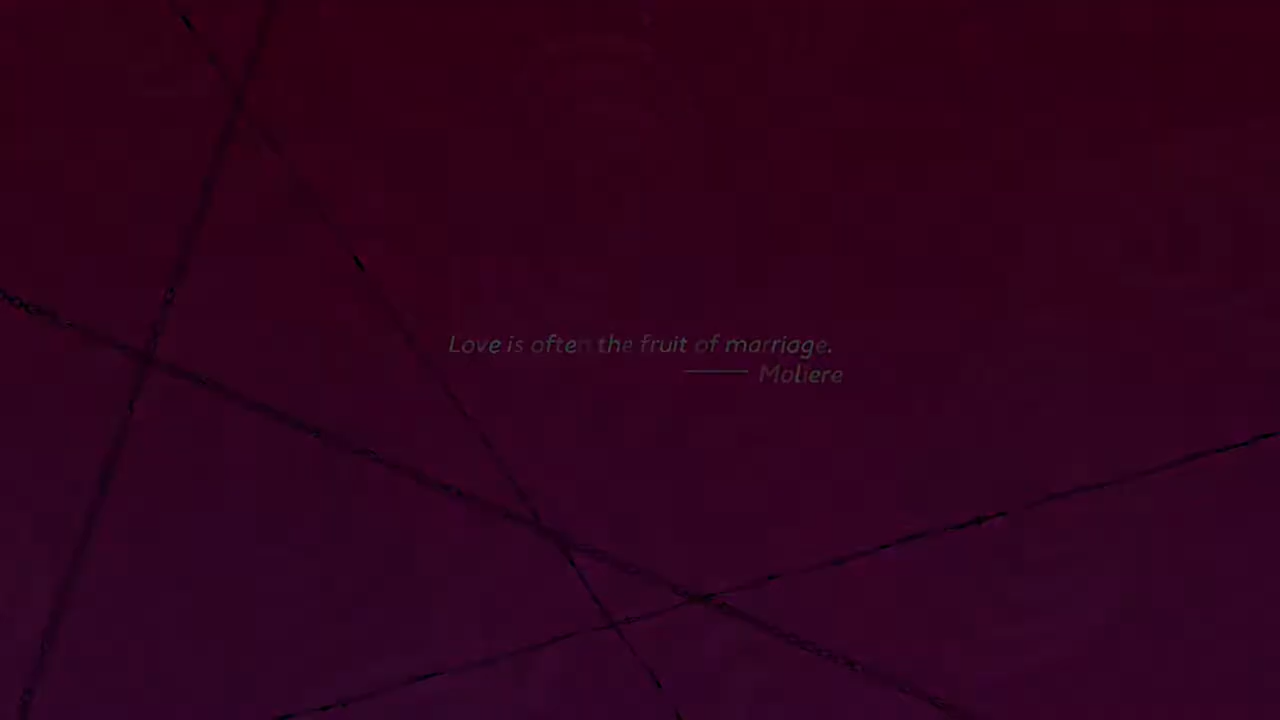 Love is often the fruit of marriage.
—— Moliere